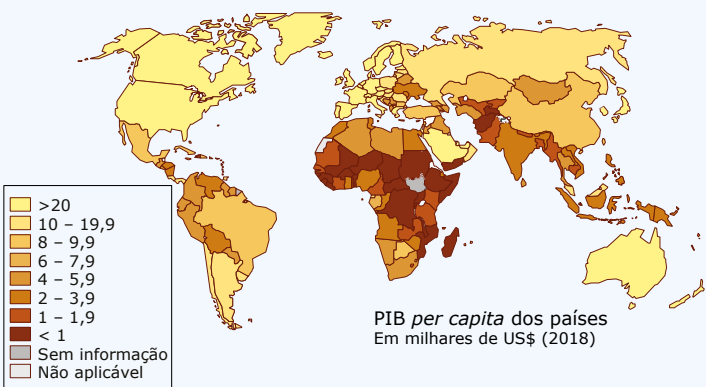 >20
10 – 19,9
8 – 9,9
6 – 7,9
4 – 5,9
2 – 3,9
1 – 1,9
< 1
Sem informação
Não aplicável
PIB per capita dos países
Em milhares de US$ (2018)